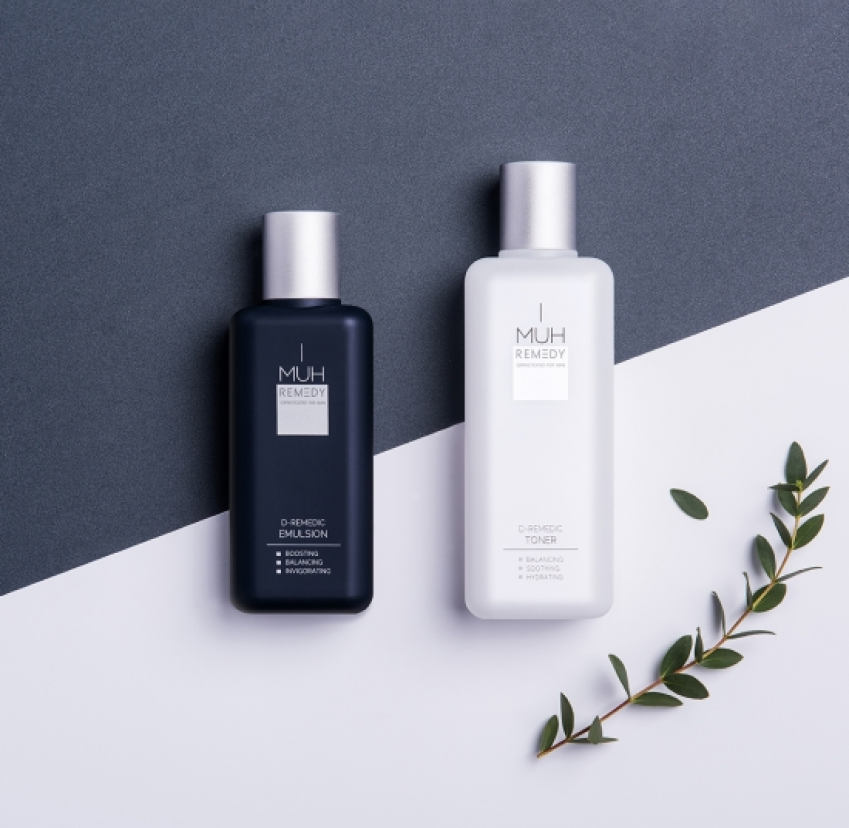 MUH
REMEDY
D-REMEDIC
EMULSION
BOOSTING
BALANCING
INVIGORATING
MUH
REMEDY
D-REMEDIC
TONER
BALANCING
SOOTHING
HYDRATING